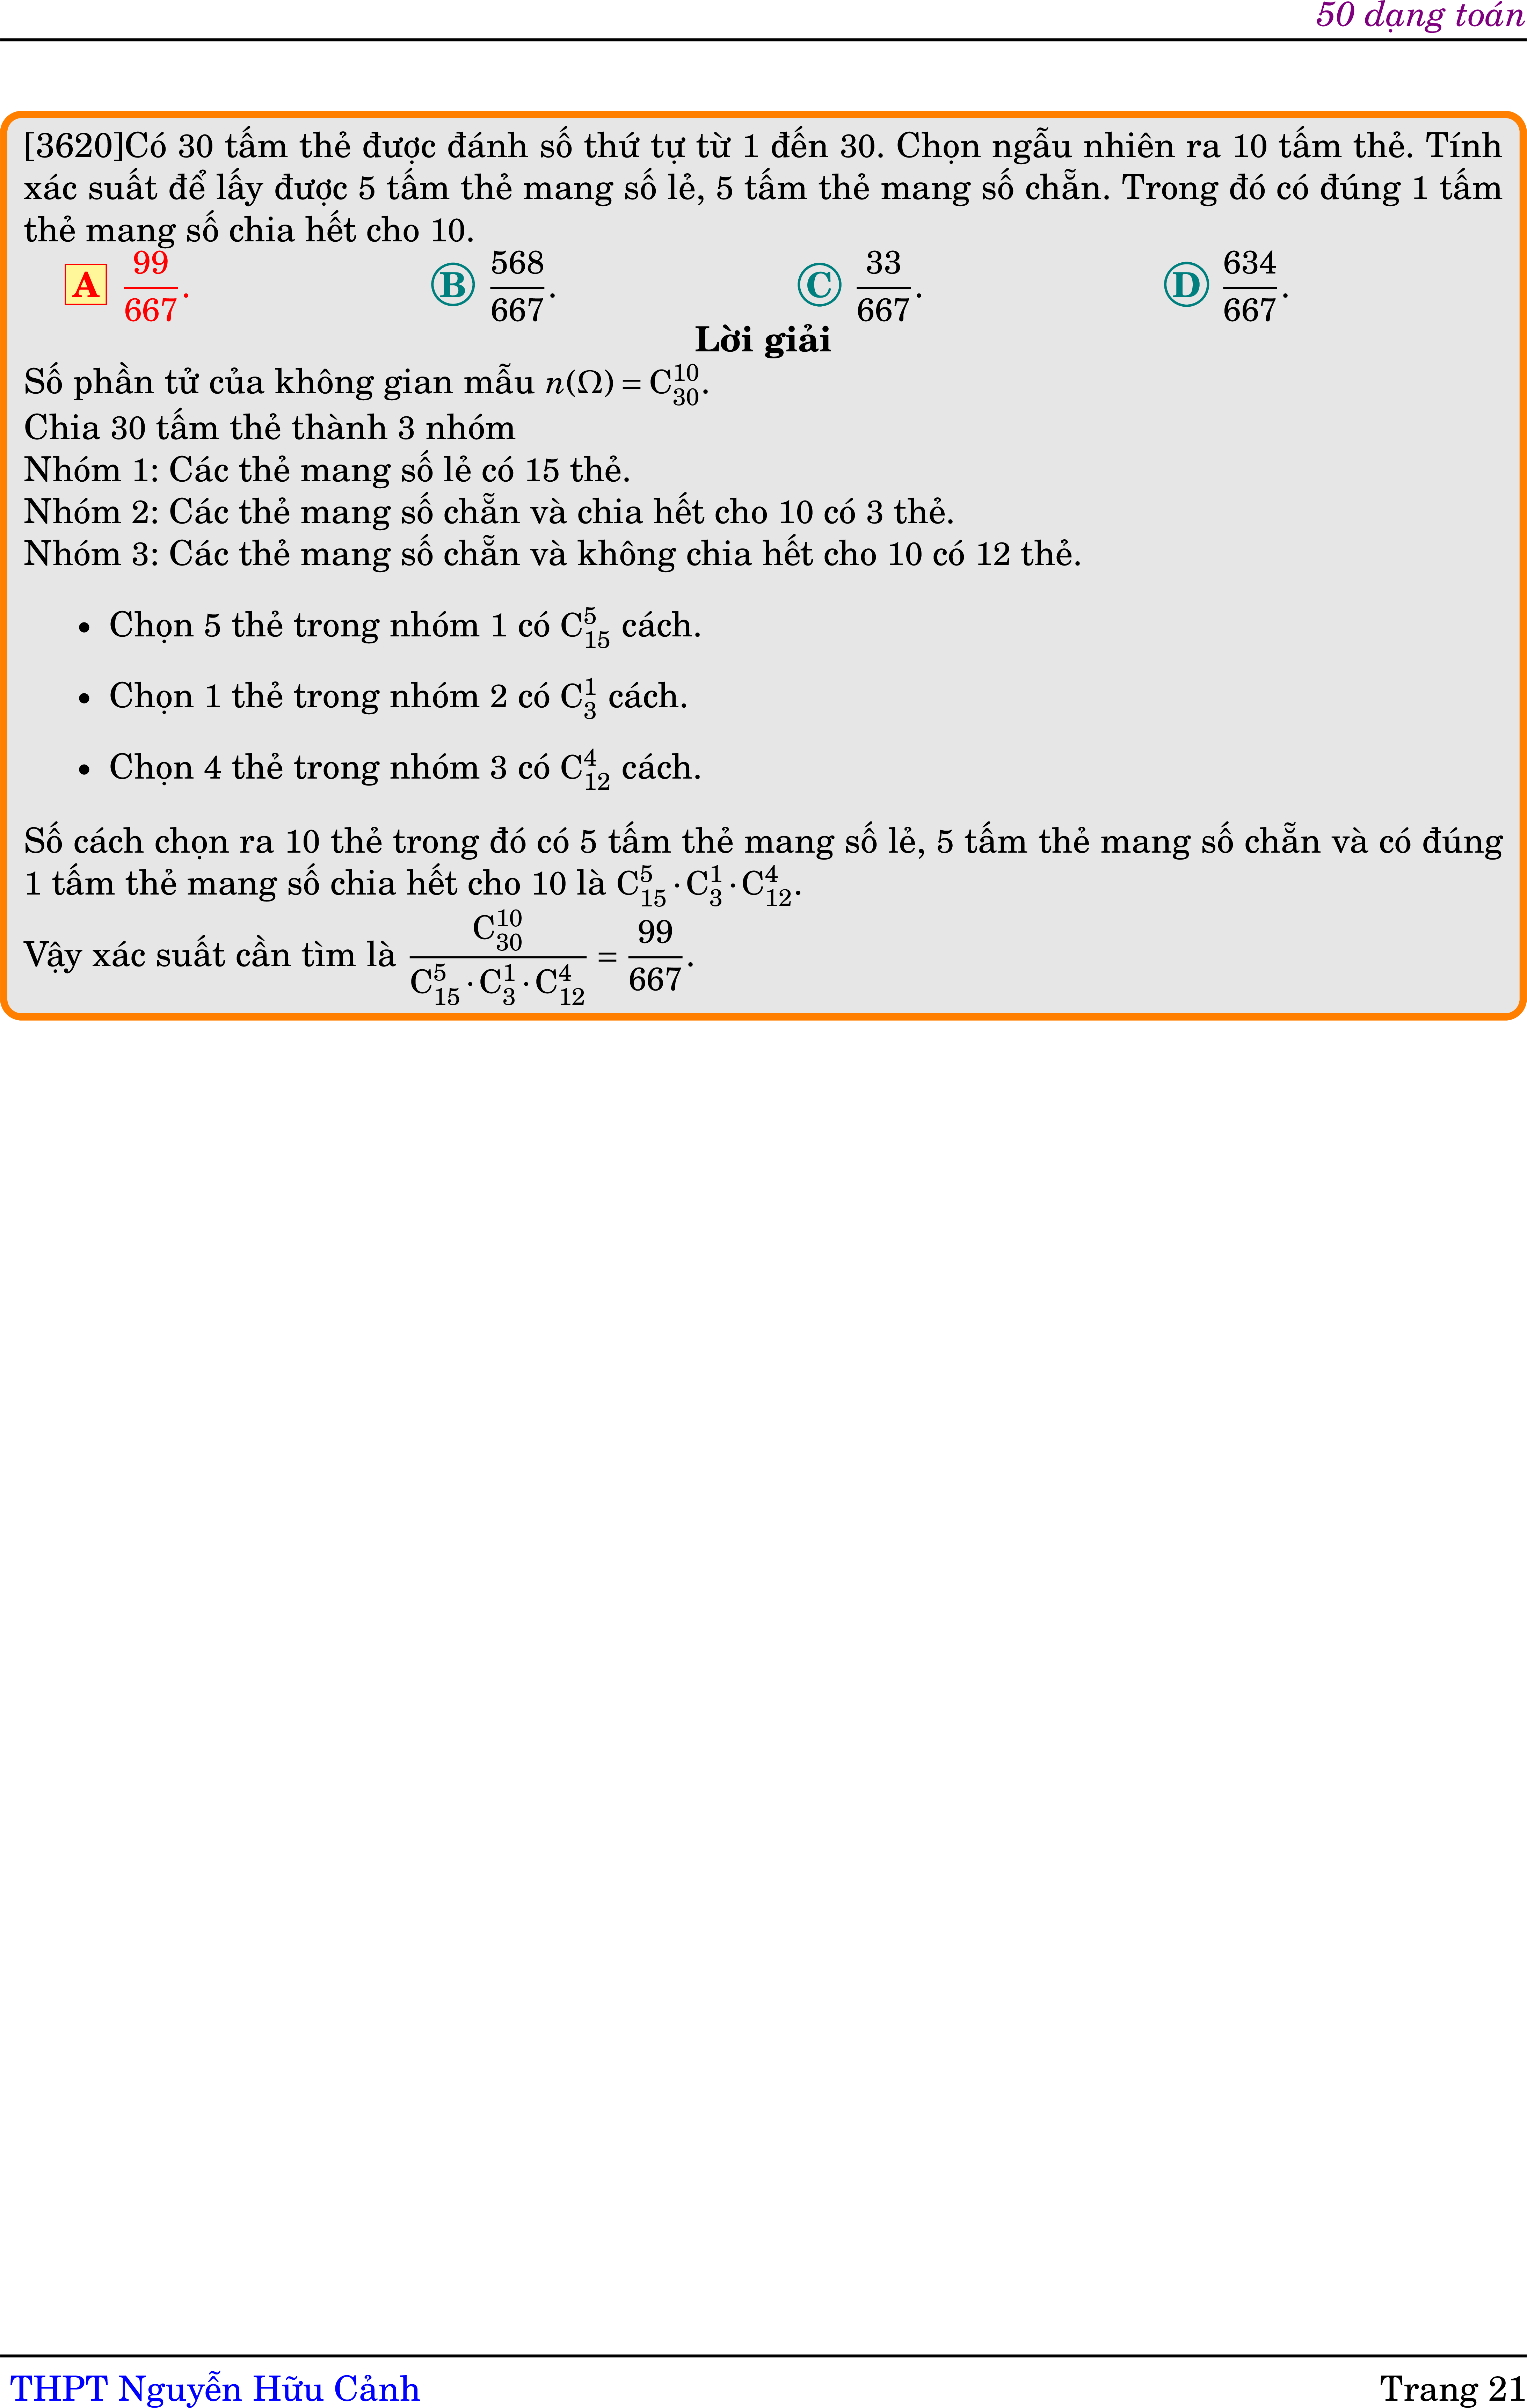 50 dạng toán
[3620]Có 30 tấm thẻ được đánh số thứ tự từ 1 đến 30. Chọn ngẫu nhiên ra 10 tấm thẻ. Tính
xác suất để lấy được 5 tấm thẻ mang số lẻ, 5 tấm thẻ mang số chẵn. Trong đó có đúng 1 tấm
thẻ mang số chia hết cho 10.
A \frac{99}{667}. B \frac{568}{667}. C \frac{33}{667}. D \frac{634}{667}.
Lời giải
Số phần tử của không gian mẫu n(Ω) = C_{30}^{10}.
Chia 30 tấm thẻ thành 3 nhóm
Nhóm 1: Các thẻ mang số lẻ có 15 thẻ.
Nhóm 2: Các thẻ mang số chẵn và chia hết cho 10 có 3 thẻ.
Nhóm 3: Các thẻ mang số chẵn và không chia hết cho 10 có 12 thẻ.
• Chọn 5 thẻ trong nhóm 1 có C_{15}^{5} cách.
• Chọn 1 thẻ trong nhóm 2 có C_{3}^{1} cách.
• Chọn 4 thẻ trong nhóm 3 có C_{12}^{4} cách.
Số cách chọn ra 10 thẻ trong đó có 5 tấm thẻ mang số lẻ, 5 tấm thẻ mang số chẵn và có đúng
1 tấm thẻ mang số chia hết cho 10 là C_{15}^{5} · C_{3}^{1} · C_{12}^{4}.
Vậy xác suất cần tìm là \frac{C_{30}^{10}}{C_{15}^{5} · C_{3}^{1} · C_{12}^{4}} = \frac{99}{667}.
THPT Nguyễn Hữu Cảnh
Trang 21